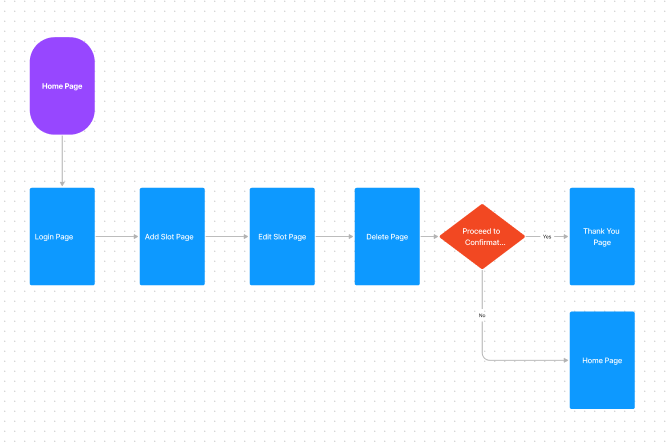 Home Page
Login Page
Add Slot Page
Edit Slot Page
Delete Page
Proceed to
Confirmat...
Yes
Thank You
Page
No
Home Page